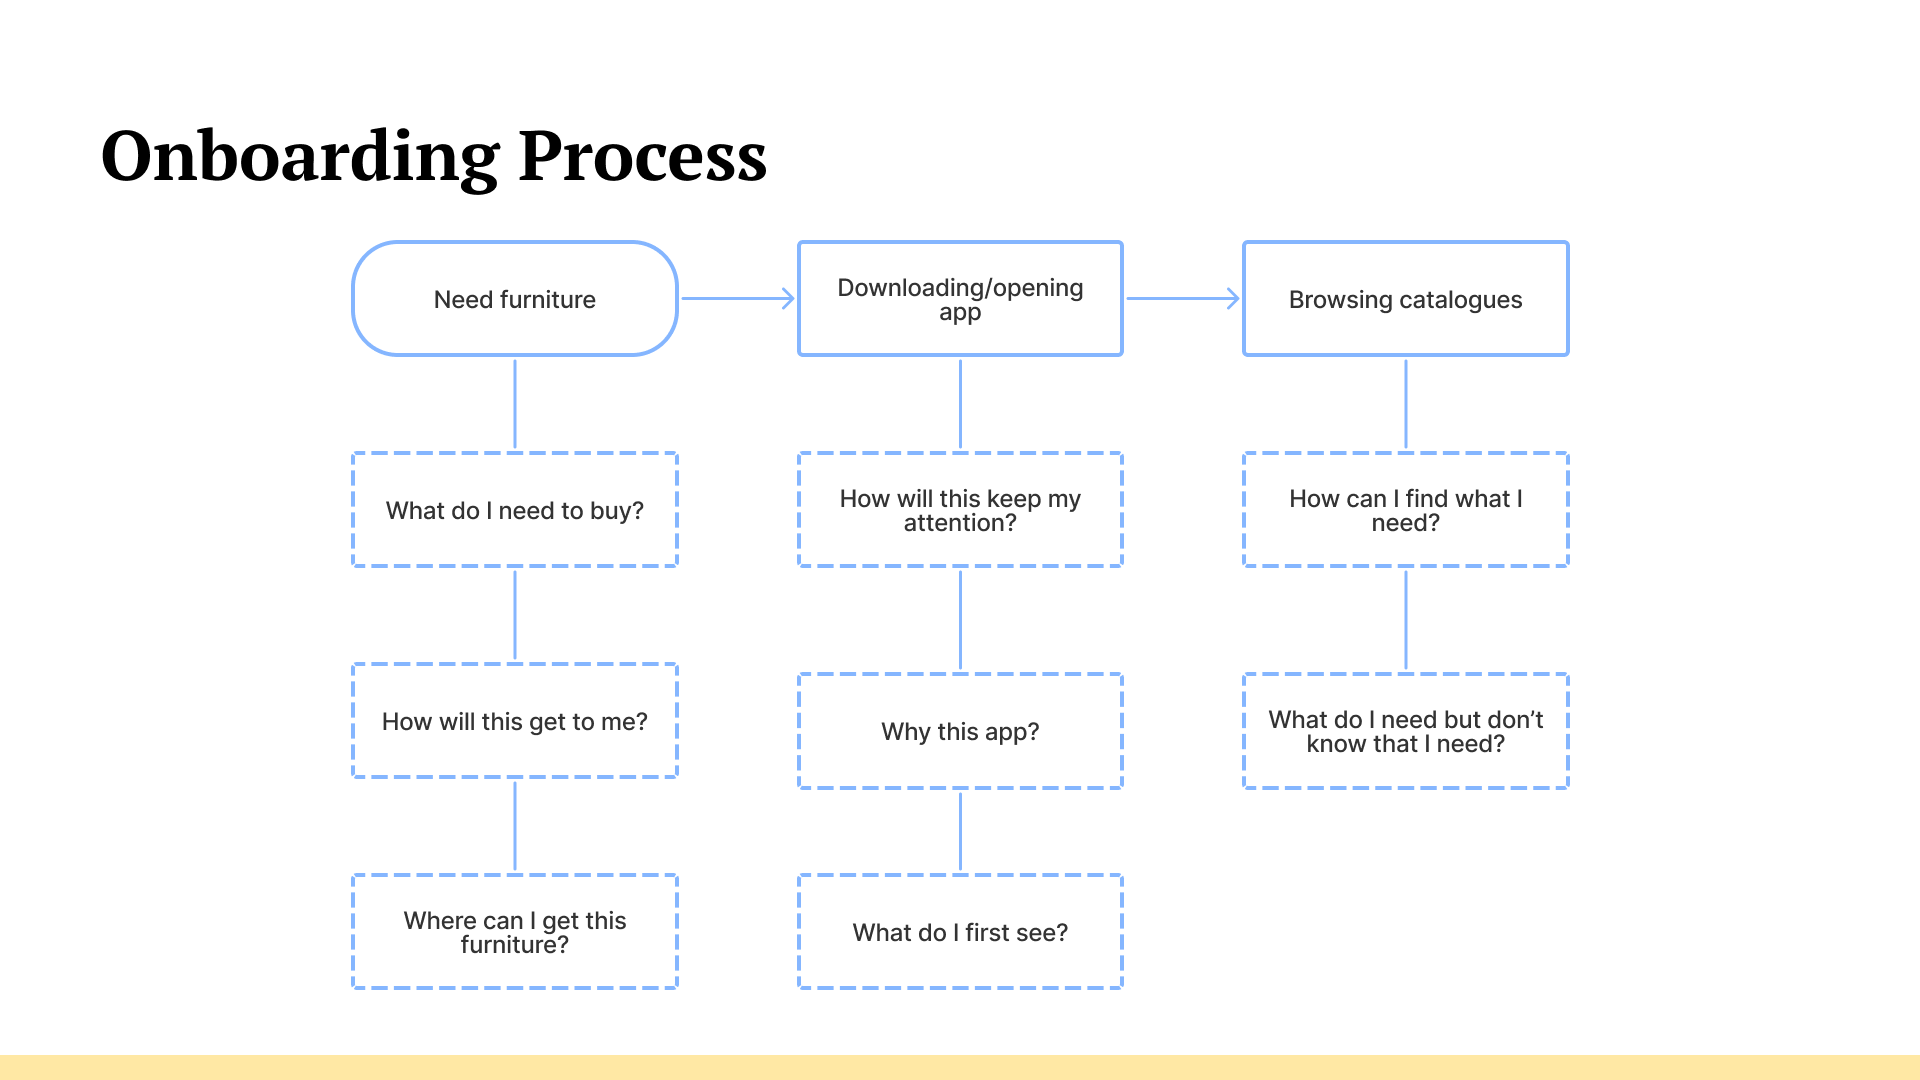 Onboarding Process
Need furniture
Downloading/opening
app
Browsing catalogues
What do I need to buy?
How will this keep my
attention?
How can I find what I
need?
How will this get to me?
Why this app?
What do I need but don’t
know that I need?
Where can I get this
furniture?
What do I first see?